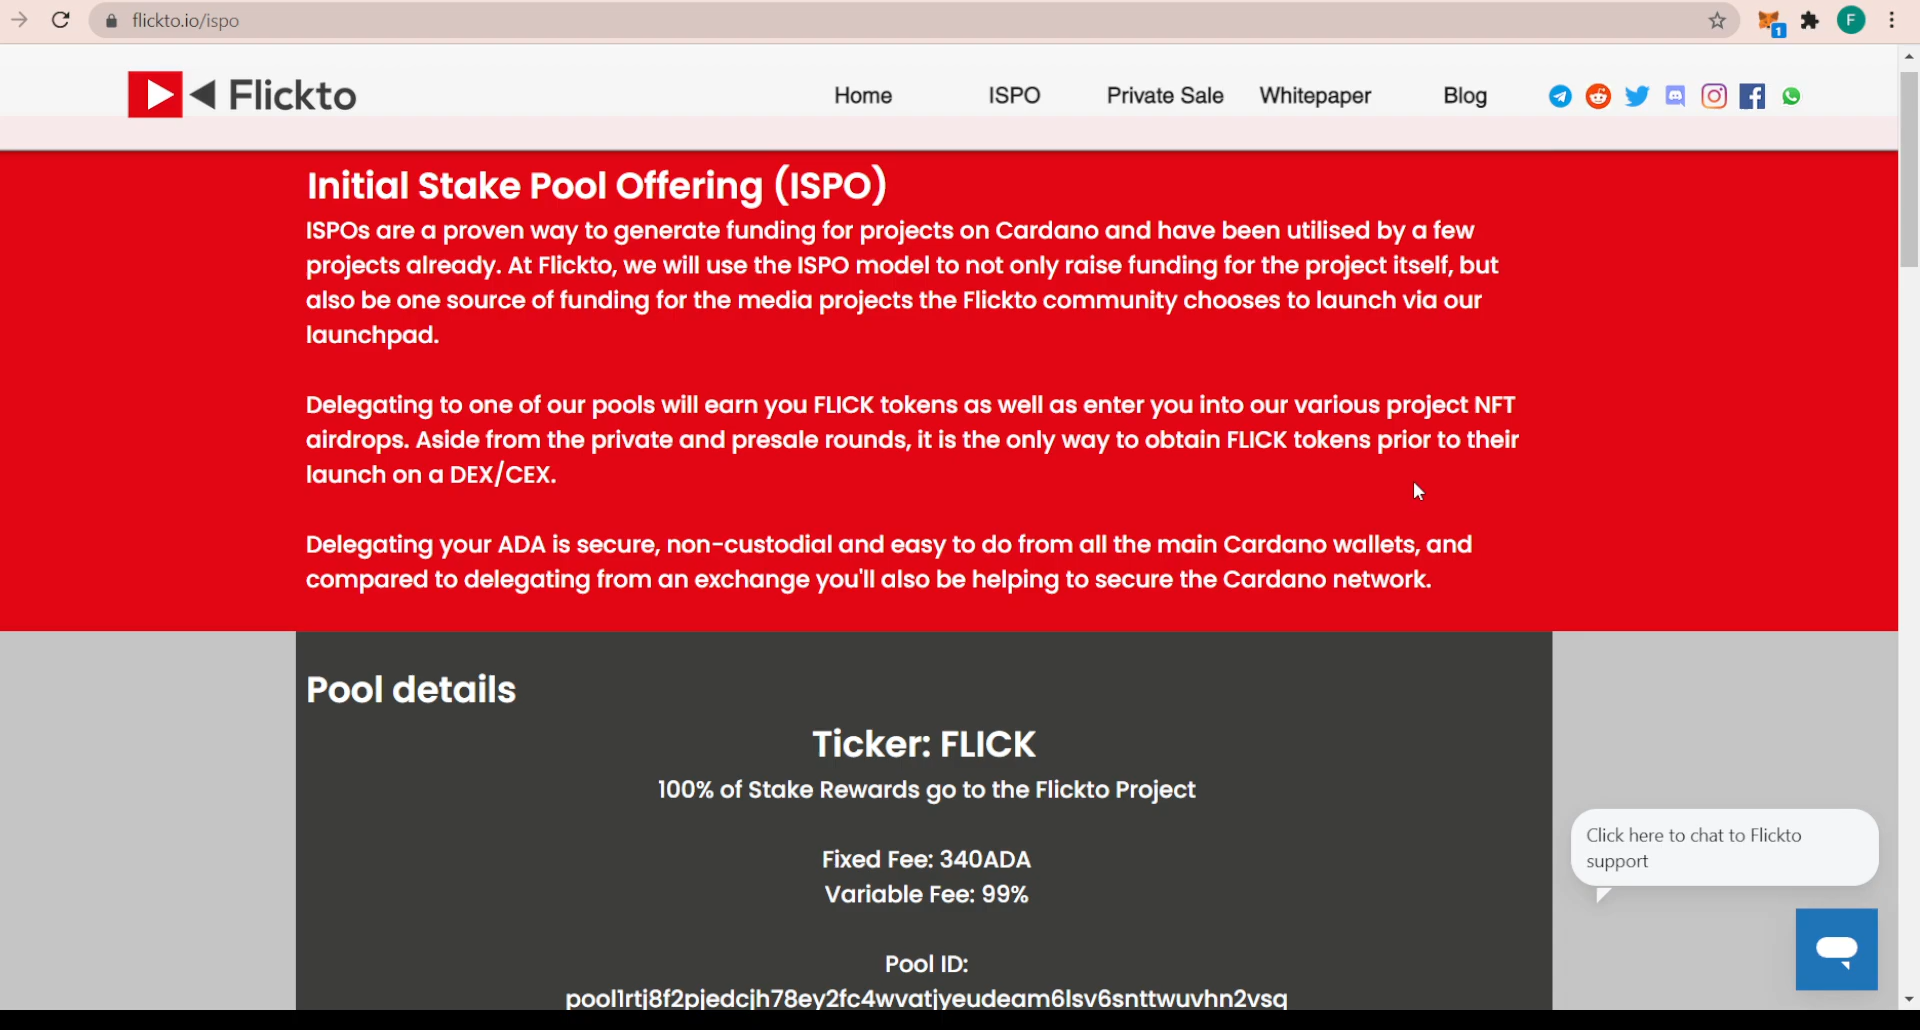 flickto.io/ispo
1
F
Flickto
Home ISPO Private Sale Whitepaper Blog
Initial Stake Pool Offering (ISPO)
ISPOs are a proven way to generate funding for projects on Cardano and have been utilised by a few
projects already. At Flickto, we will use the ISPO model to not only raise funding for the project itself, but
also be one source of funding for the media projects the Flickto community chooses to launch via our
launchpad.
Delegating to one of our pools will earn you FLICK tokens as well as enter you into our various project NFT
airdrops. Aside from the private and presale rounds, it is the only way to obtain FLICK tokens prior to their
launch on a DEX/CEX.
Delegating your ADA is secure, non-custodial and easy to do from all the main Cardano wallets, and
compared to delegating from an exchange you'll also be helping to secure the Cardano network.
Pool details
Ticker: FLICK
100% of Stake Rewards go to the Flickto Project
Fixed Fee: 340ADA
Variable Fee: 99%
Pool ID:
pool1rtj8f2pjedcjh78ey2fc4wvatjyeudeam6lsv6snttwuvhn2vsq
Click here to chat to Flickto
support